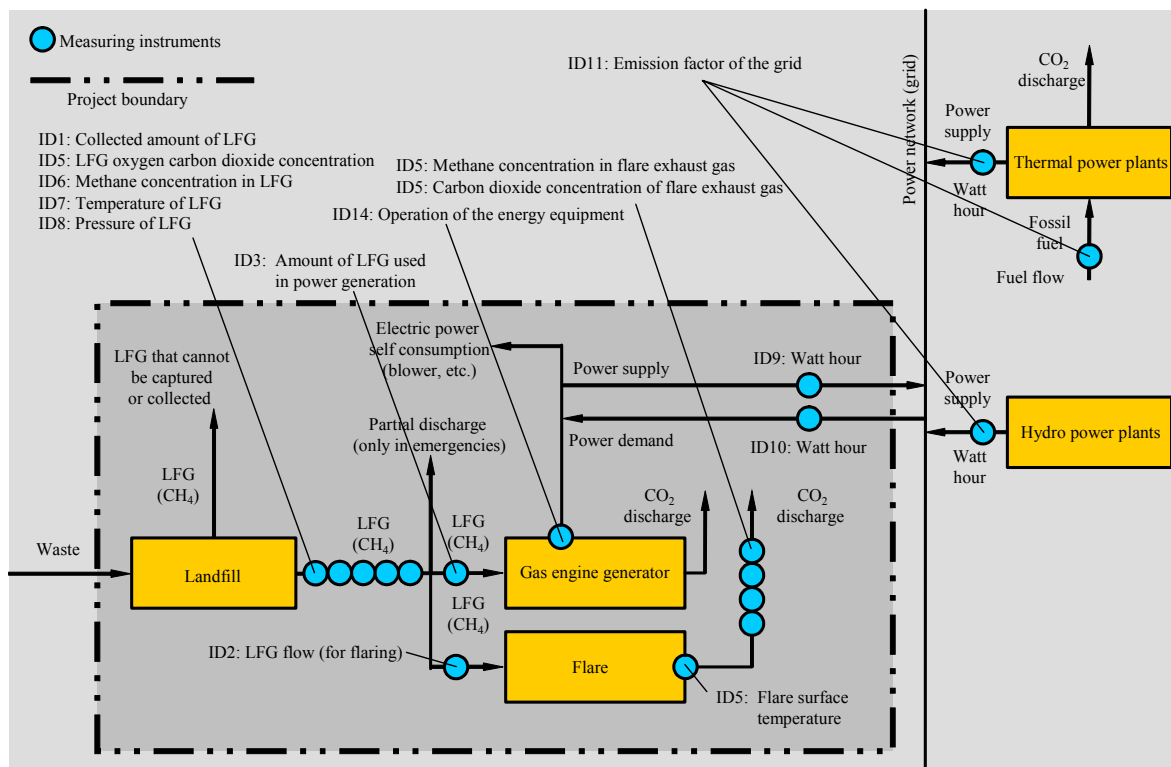 Measuring instruments
Project boundary
ID1: Collected amount of LFG
ID5: LFG oxygen carbon dioxide concentration
ID6: Methane concentration in LFG
ID7: Temperature of LFG
ID8: Pressure of LFG
ID3: Amount of LFG used
in power generation
ID5: Methane concentration in flare exhaust gas
ID5: Carbon dioxide concentration of flare exhaust gas
ID14: Operation of the energy equipment
ID11: Emission factor of the grid
Power network (grid)
CO2
discharge
Power
supply
Thermal power plants
Watt
hour
Fossil
fuel
Fuel flow
LFG that cannot
be captured
or collected
Electric power
self consumption
(blower, etc.)
Power supply
ID9: Watt hour
Power demand
ID10: Watt hour
Power
supply
Hydro power plants
Watt
hour
Partial discharge
(only in emergencies)
LFG
(CH4)
CO2
discharge
CO2
discharge
Waste
Landfill
LFG
(CH4)
LFG
(CH4)
Gas engine generator
LFG
(CH4)
ID2: LFG flow (for flaring)
Flare
ID5: Flare surface
temperature